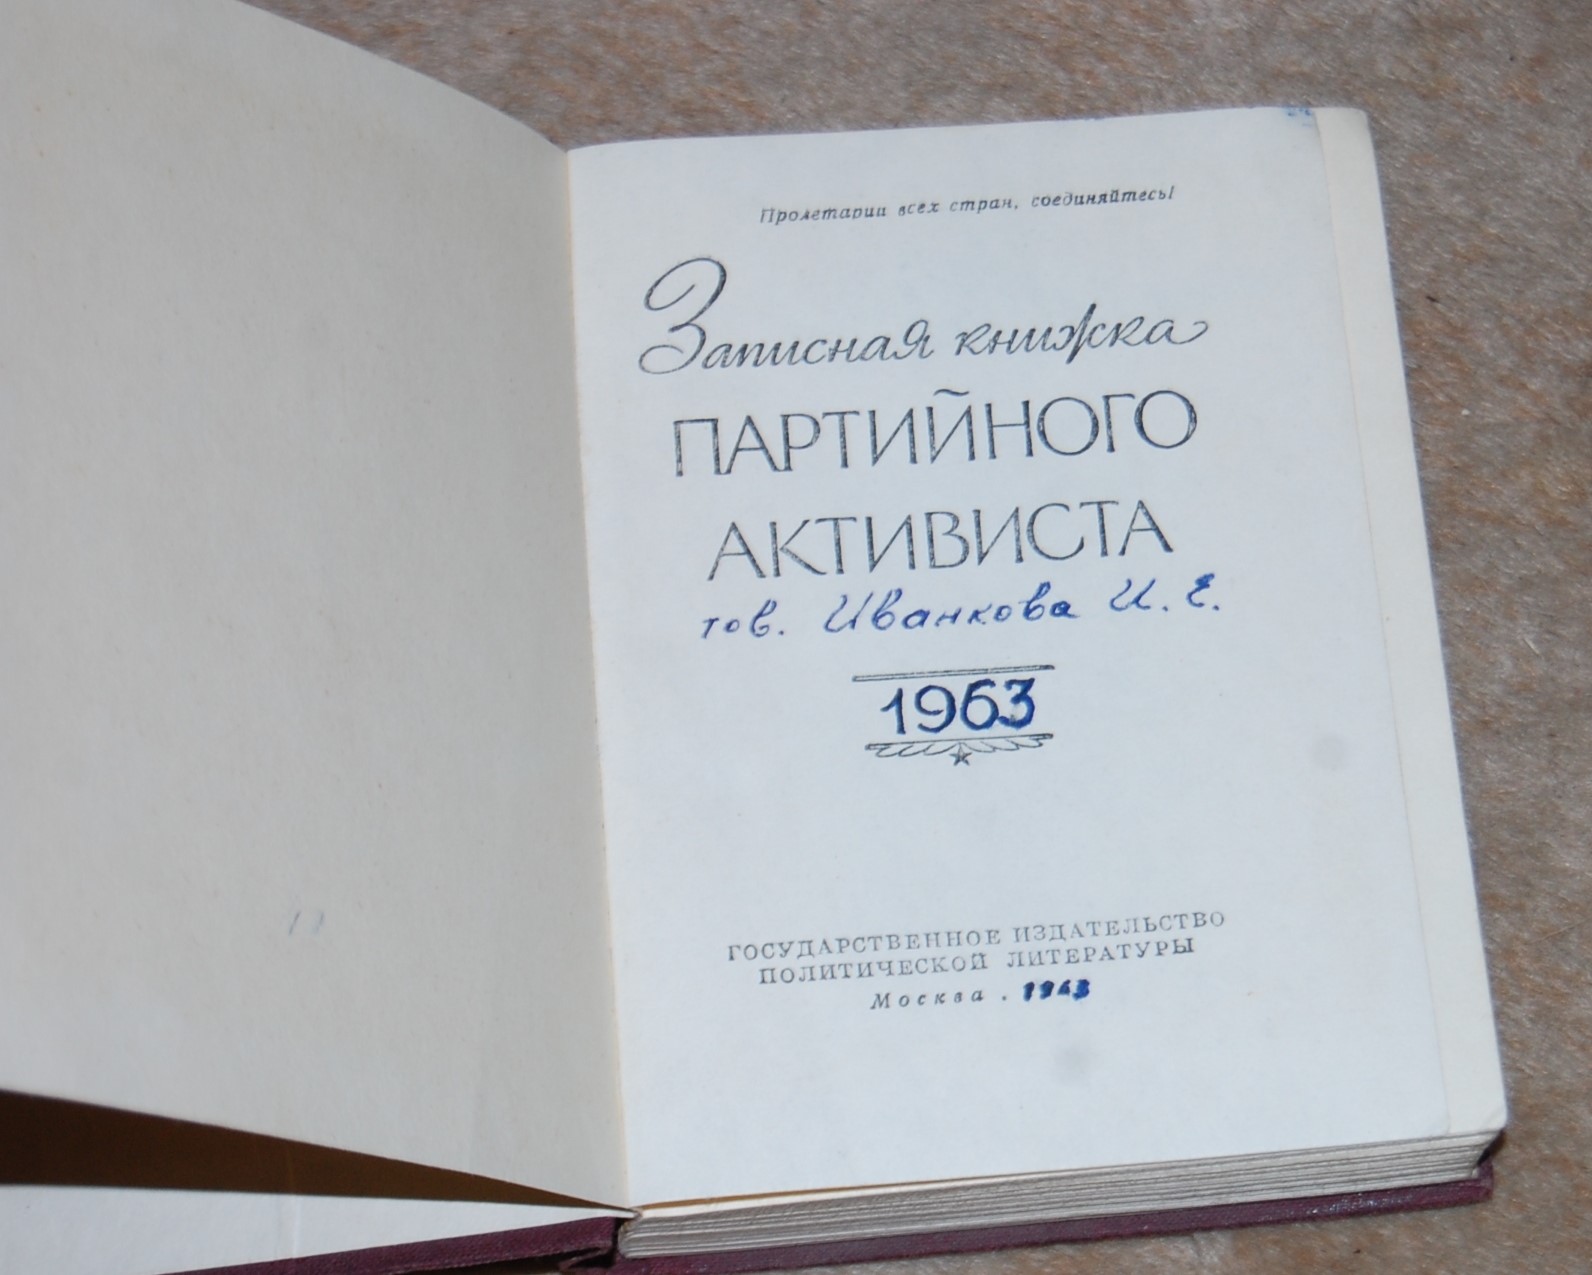 Пролетарии всех стран, соединяйтесь!
Записная книжка
ПАРТИЙНОГО
АКТИВИСТА
тов. Иванкова И. Е.
1963
ГОСУДАРСТВЕННОЕ ИЗДАТЕЛЬСТВО
ПОЛИТИЧЕСКОЙ ЛИТЕРАТУРЫ
Москва . 1963